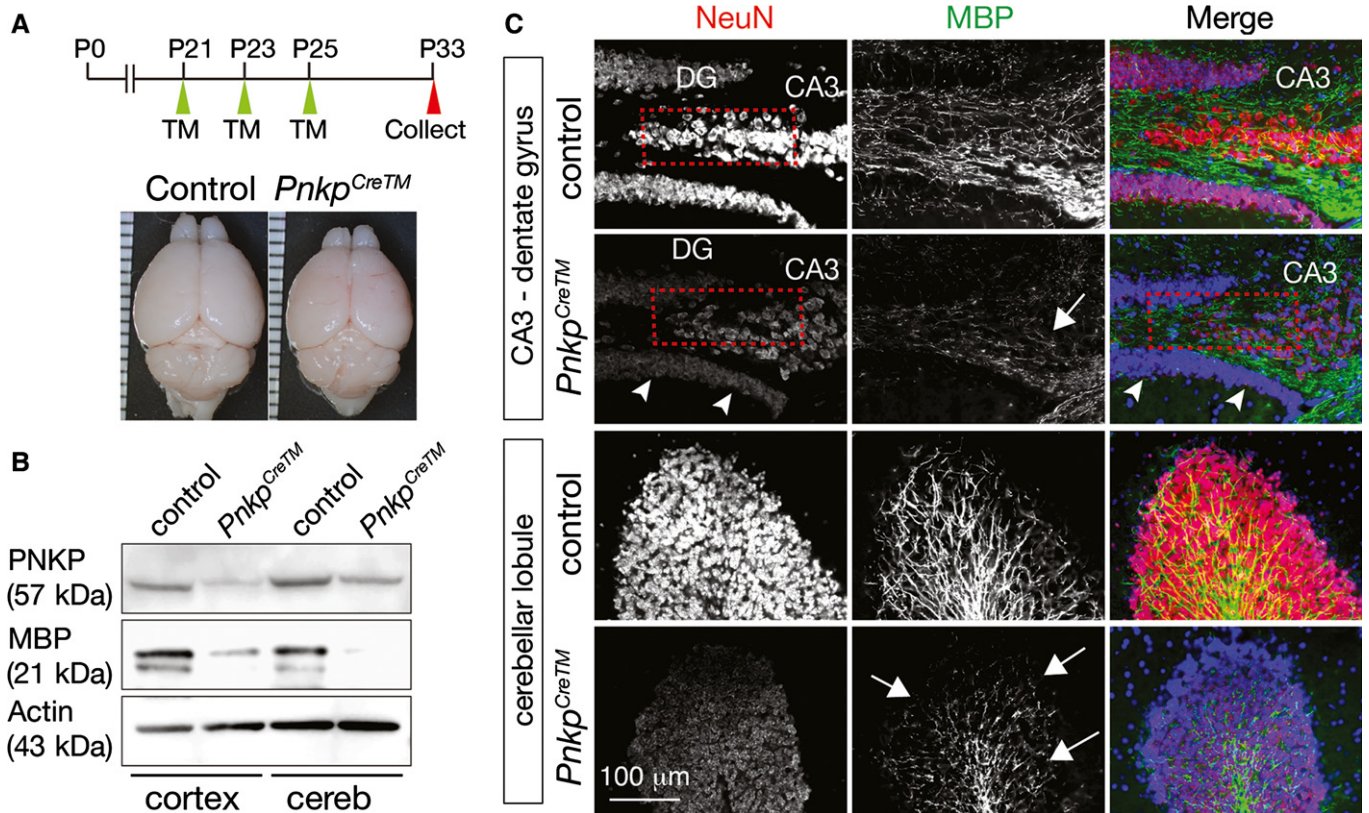 A
P0 P21 P23 P25 P33
TM TM TM Collect
Control Pnkp^CreTM
B
control Pnkp^CreTM control Pnkp^CreTM
PNKP
(57 kDa)
MBP
(21 kDa)
Actin
(43 kDa)
cortex cereb
C
NeuN MBP Merge
CA3 - dentate gyrus
control
DG
CA3
CA3
Pnkp^CreTM
DG
CA3
CA3
cerebellar lobule
control
Pnkp^CreTM
100 µm